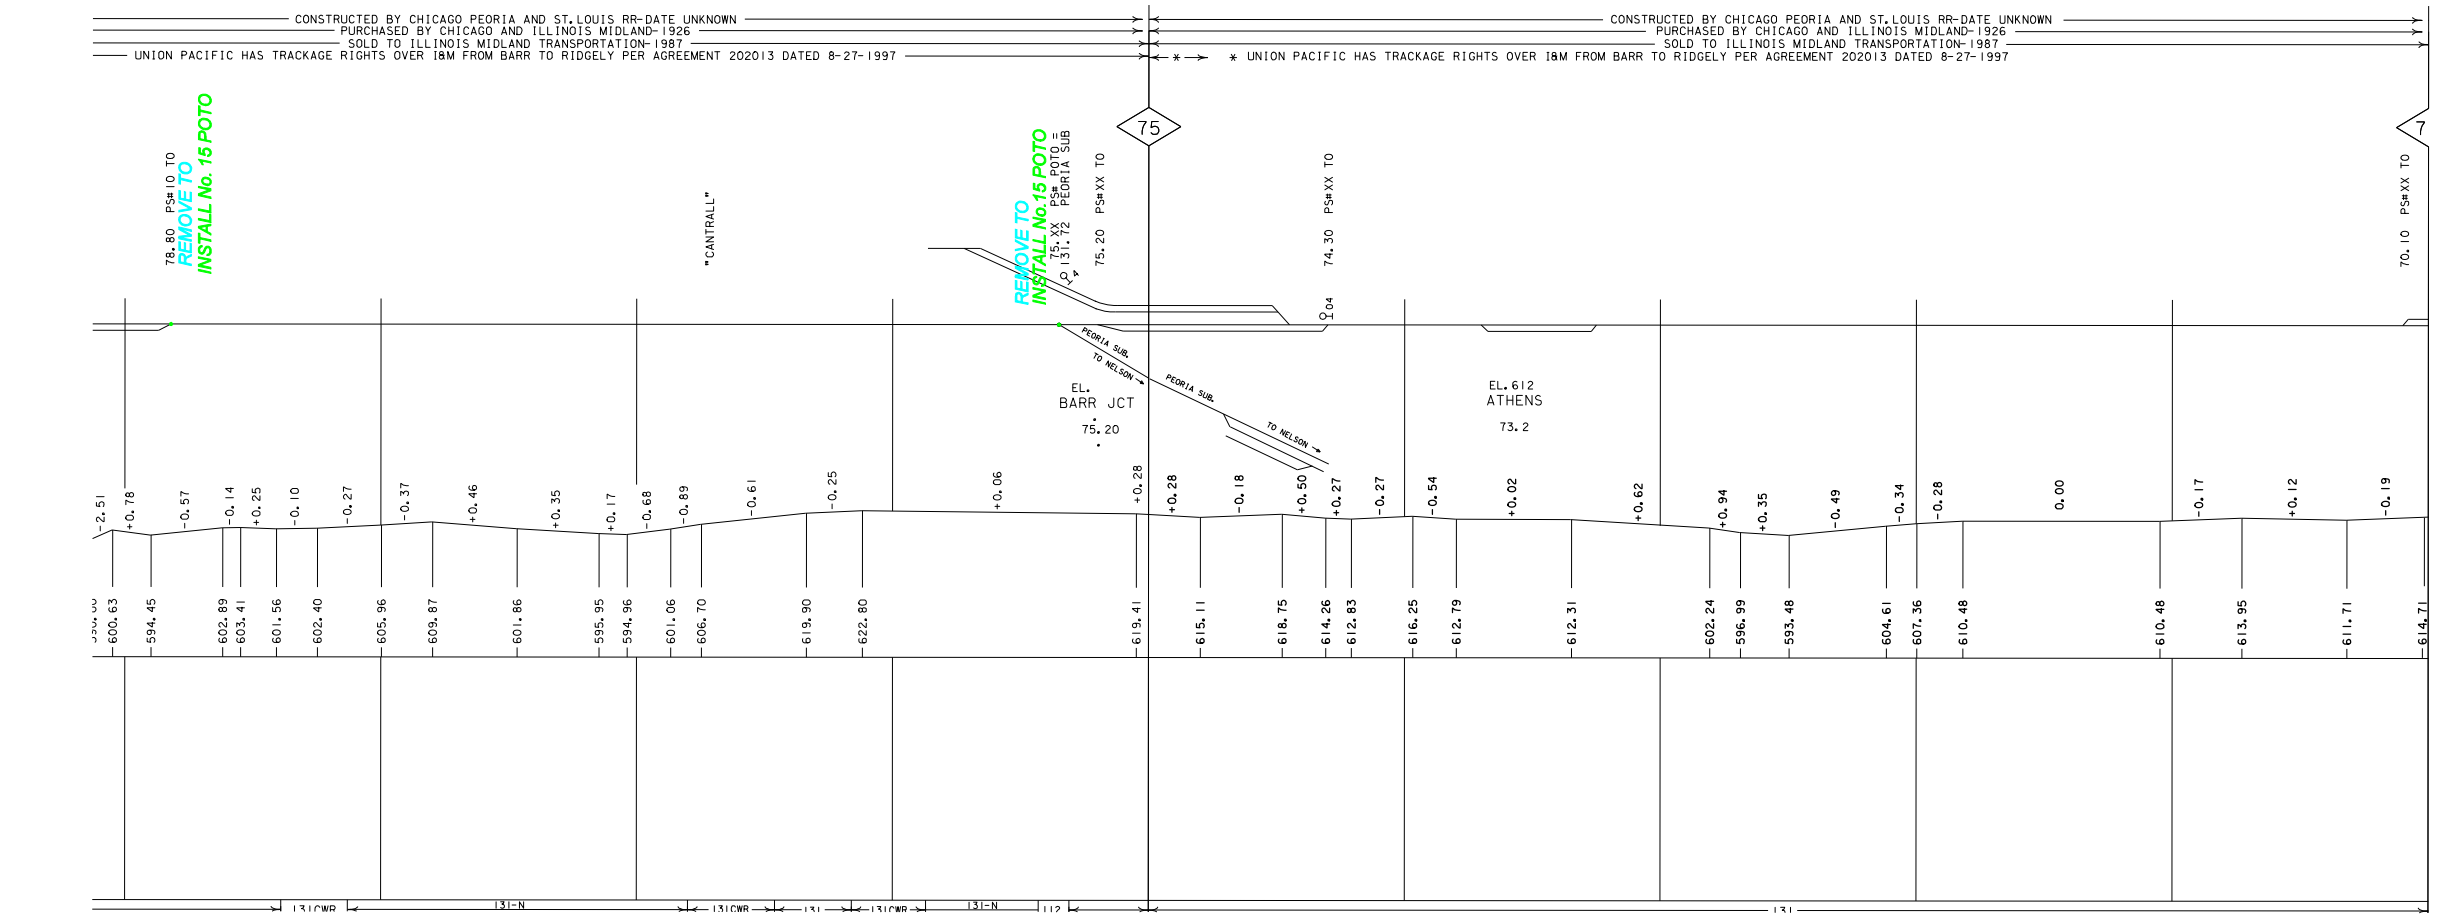 CONSTRUCTED BY CHICAGO PEORIA AND ST. LOUIS RR-DATE UNKNOWN
PURCHASED BY CHICAGO AND ILLINOIS MIDLAND-1926
SOLD TO ILLINOIS MIDLAND TRANSPORTATION-1987
UNION PACIFIC HAS TRACKAGE RIGHTS OVER I&M FROM BARR TO RIDGELY PER AGREEMENT 202013 DATED 8-27-1997
CONSTRUCTED BY CHICAGO PEORIA AND ST. LOUIS RR-DATE UNKNOWN
PURCHASED BY CHICAGO AND ILLINOIS MIDLAND-1926
SOLD TO ILLINOIS MIDLAND TRANSPORTATION-1987
* * UNION PACIFIC HAS TRACKAGE RIGHTS OVER I&M FROM BARR TO RIDGELY PER AGREEMENT 202013 DATED 8-27-1997
75
7
78.80 PS#10 TO
REMOVE TO
INSTALL No. 15 POTO
"CANTRALL"
REMOVE TO
INSTALL No.15 POTO
75.XX PS# POTO =
131.72 PEORIA SUB
75.20 PS#XX TO
74.30 PS#XX TO
70.10 PS#XX TO
4
104
PEORIA SUB.
TO NELSON
PEORIA SUB.
TO NELSON
EL.
BARR JCT
75.20
EL. 612
ATHENS
73.2
-2.51
+0.78
-0.57
-0.14
+0.25
-0.10
-0.27
-0.37
+0.46
+0.35
+0.17
-0.68
-0.89
-0.61
-0.25
+0.06
+0.28
+0.28
-0.18
+0.50
+0.27
-0.27
-0.54
+0.02
+0.62
+0.94
+0.35
-0.49
-0.34
-0.28
0.00
-0.17
+0.12
-0.19
600.63
594.45
602.89
603.41
601.56
602.40
605.96
609.87
601.86
595.95
594.96
601.06
606.70
619.90
622.80
619.41
615.11
618.75
614.26
612.83
616.25
612.79
612.31
602.24
596.99
593.48
604.61
607.36
610.48
610.48
613.95
611.71
614.71
131CWR
131-N
131CWR
131
131CWR
131-N
112
131